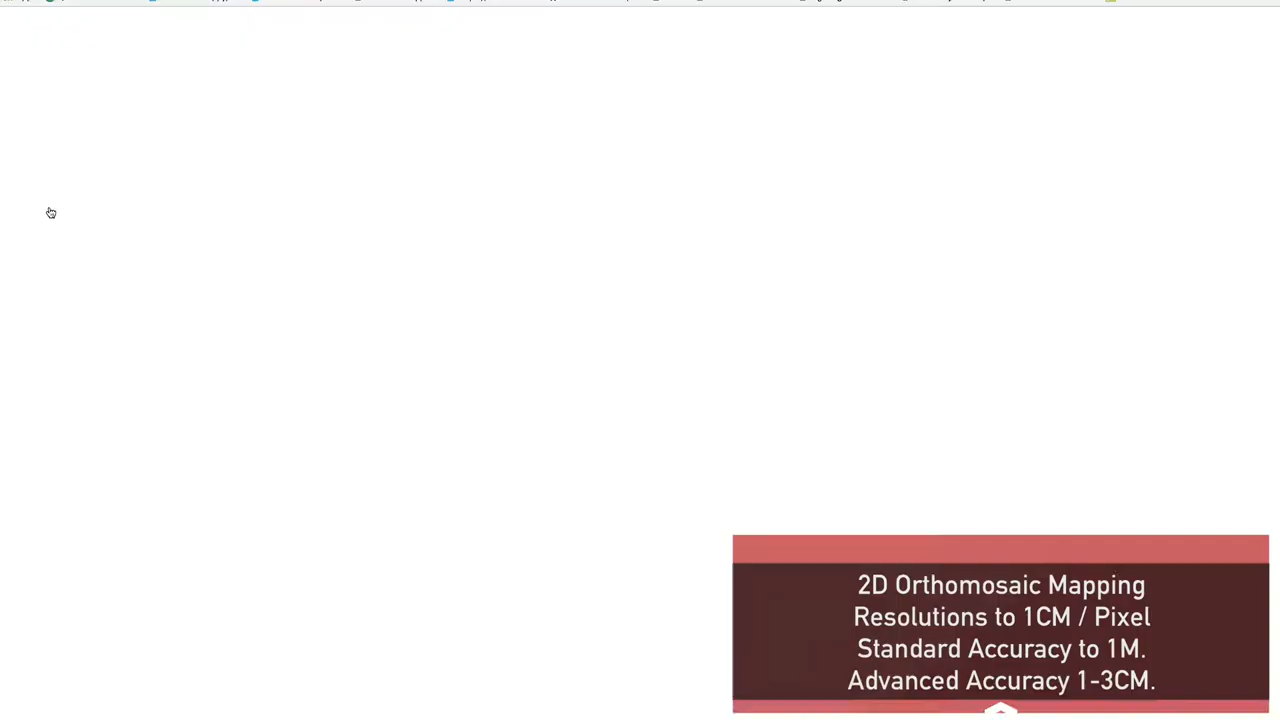 2D Orthomosaic Mapping
Resolutions to 1CM / Pixel
Standard Accuracy to 1M.
Advanced Accuracy 1-3CM.